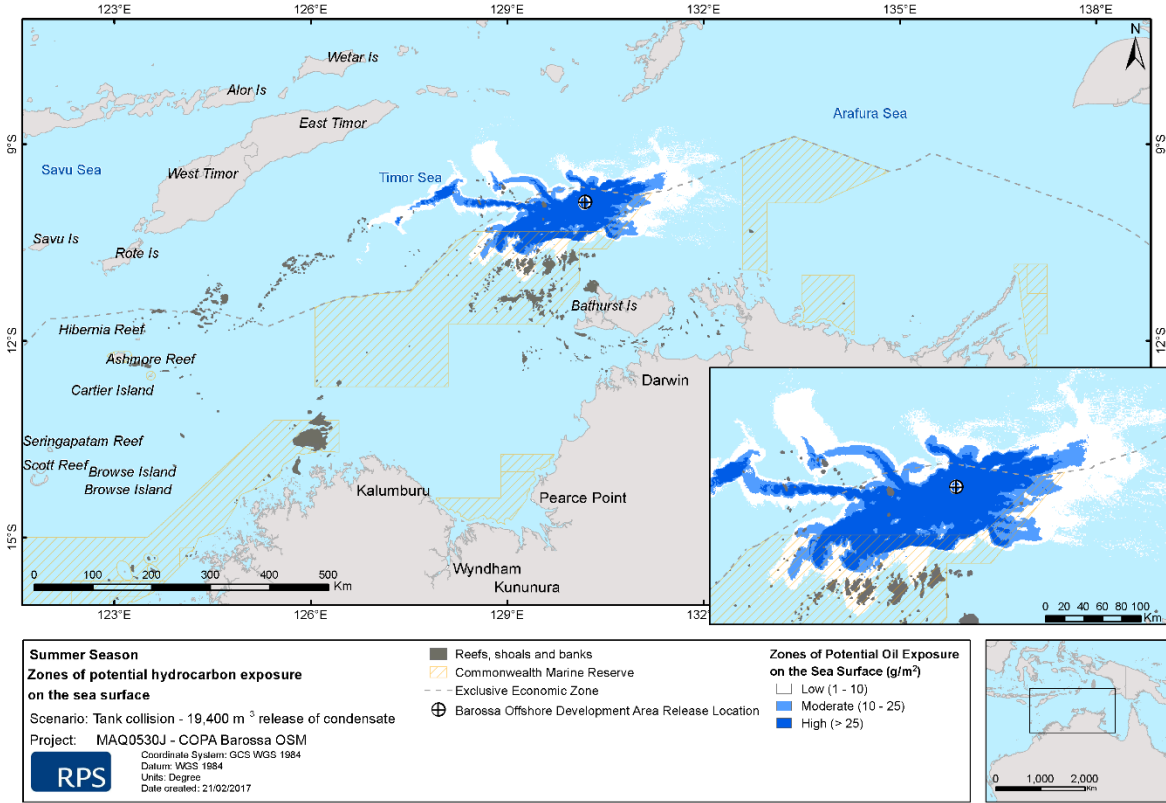 123°E 126°E 129°E 132°E 135°E 138°E
N
Wetar Is
Alor Is
East Timor
Arafura Sea
9°S 9°S
Savu Sea
West Timor
Timor Sea
Savu Is
Rote Is
Bathurst Is
Hibernia Reef
12°S 12°S
Ashmore Reef
Darwin
Cartier Island
Seringapatam Reef
Scott Reef
Browse Island
Browse Island
Kalumburu
Pearce Point
15°S
Wyndham
Kununura
0 100 200 300 400 500
Km
0 20 40 60 80 100
Km
123°E 126°E 129°E 132°E
Summer Season
Zones of potential hydrocarbon exposure
on the sea surface
Scenario: Tank collision - 19,400 m ³ release of condensate
Project: MAQ0530J - COPA Barossa OSM
RPS
Coordinate System: GCS WGS 1984
Datum: WGS 1984
Units: Degree
Date created: 21/02/2017
Reefs, shoals and banks
Commonwealth Marine Reserve
Exclusive Economic Zone
Barossa Offshore Development Area Release Location
Zones of Potential Oil Exposure
on the Sea Surface (g/m²)
Low (1 - 10)
Moderate (10 - 25)
High (> 25)
0 1,000 2,000
Km